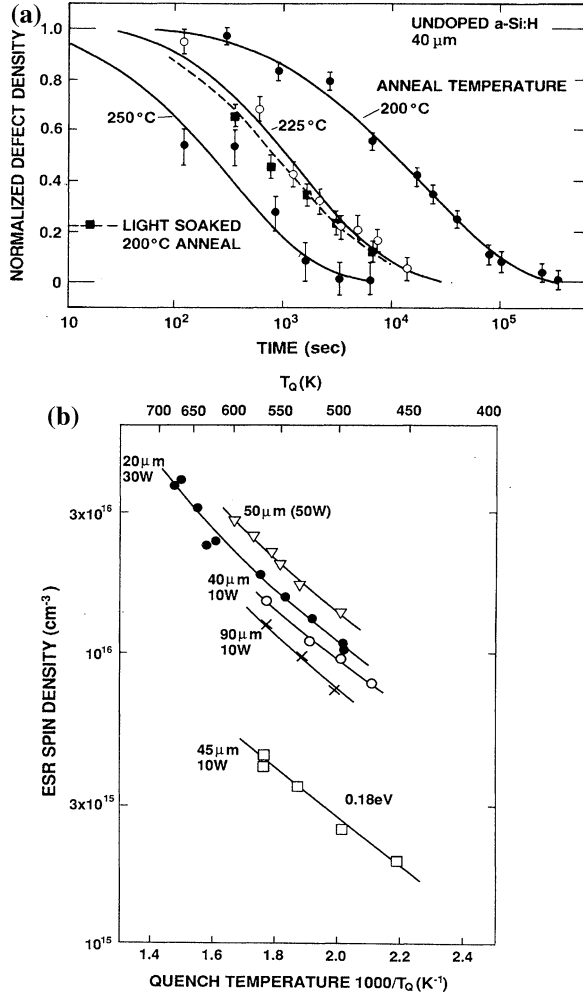 (a)
UNDOPED a-Si:H
40 μm
ANNEAL TEMPERATURE
200°C
225°C
250°C
LIGHT SOAKED
200°C ANNEAL
NORMALIZED DEFECT DENSITY
1.0
0.8
0.6
0.4
0.2
0
10
10²
10³
10⁴
10⁵
TIME (sec)
(b)
T_Q (K)
700 650 600 550 500 450 400
20μm
30W
50μm (50W)
40μm
10W
90μm
10W
45μm
10W
0.18eV
ESR SPIN DENSITY (cm⁻³)
3x10¹⁶
10¹⁶
3x10¹⁵
10¹⁵
1.4 1.6 1.8 2.0 2.2 2.4
QUENCH TEMPERATURE 1000/T_Q (K⁻¹)